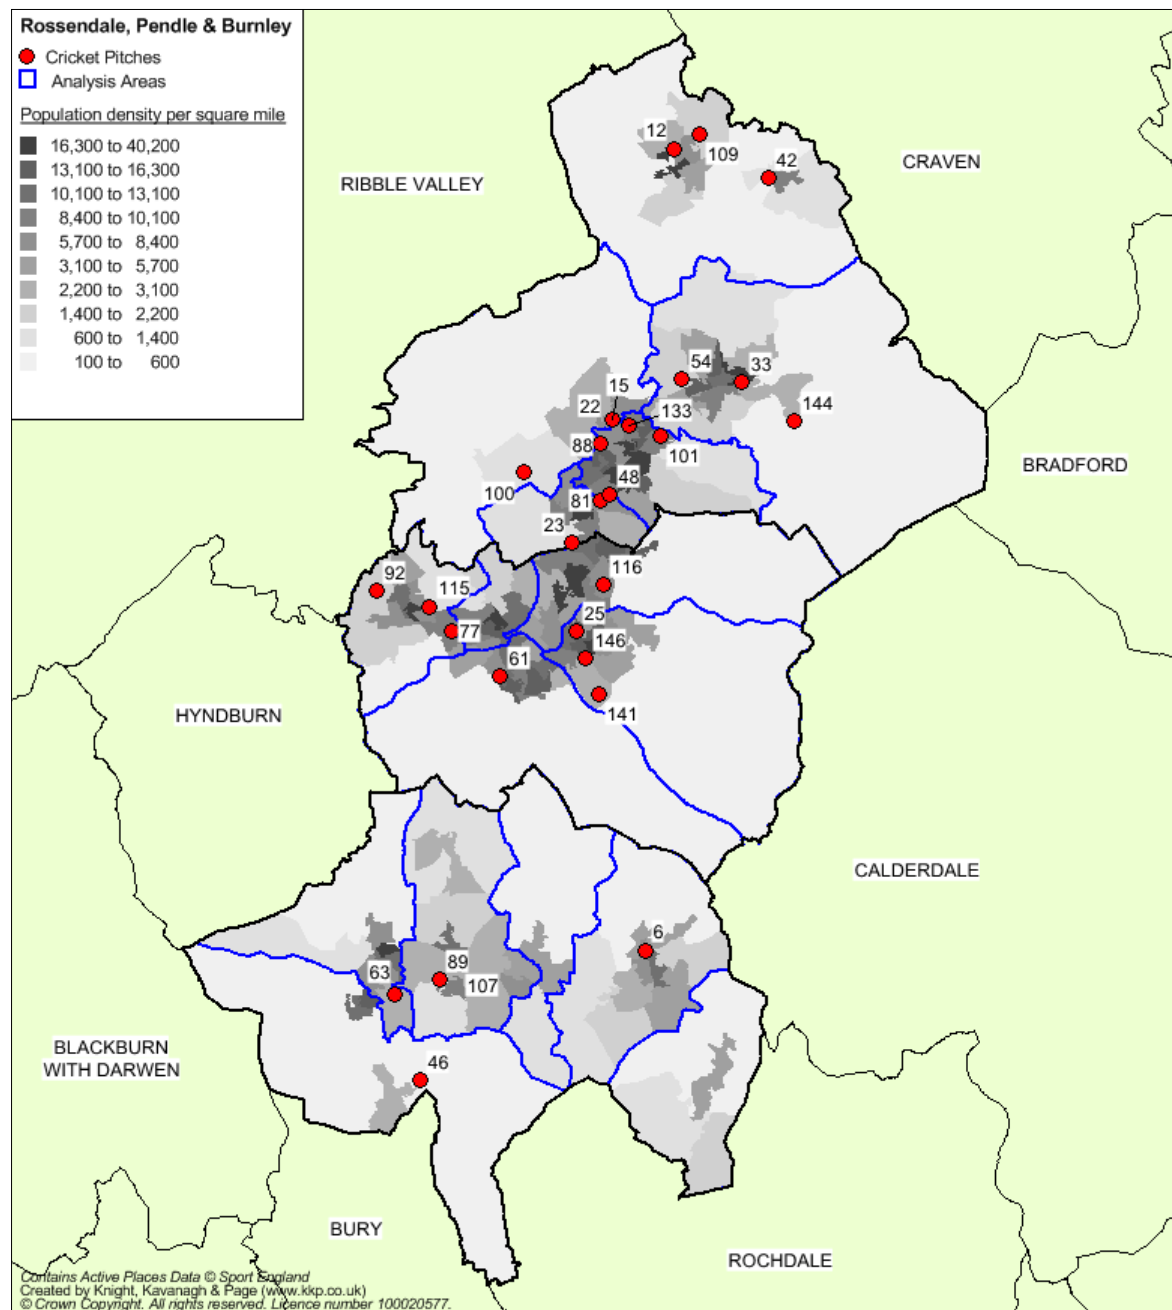 Rossendale, Pendle & Burnley
Cricket Pitches
Analysis Areas
Population density per square mile
16,300 to 40,200
13,100 to 16,300
10,100 to 13,100
8,400 to 10,100
5,700 to 8,400
3,100 to 5,700
2,200 to 3,100
1,400 to 2,200
600 to 1,400
100 to 600
12
109
42
CRAVEN
RIBBLE VALLEY
54
33
15
22
133
144
88
101
BRADFORD
100
48
81
23
92
115
116
77
25
146
61
141
HYNDBURN
CALDERDALE
6
89
63
107
BLACKBURN
WITH DARWEN
46
BURY
ROCHDALE
Contains Active Places Data © Sport England
Created by Knight, Kavanagh & Page (www.kkp.co.uk)
© Crown Copyright. All rights reserved. Licence number 100020577.